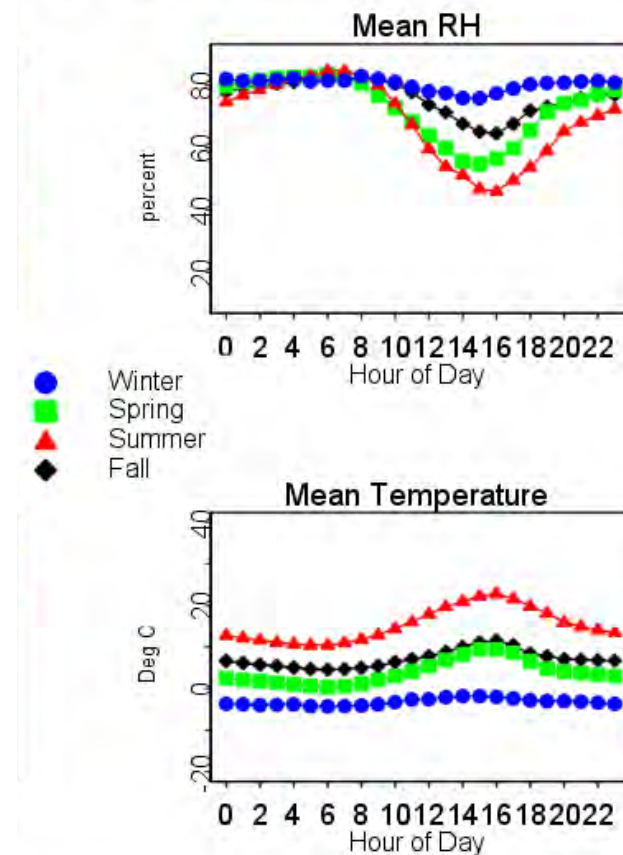 Mean RH
80
60
40
20
percent
0 2 4 6 8 10 12 14 16 18 20 22
Hour of Day
Winter
Spring
Summer
Fall
Mean Temperature
40
20
0
-20
Deg C
0 2 4 6 8 10 12 14 16 18 20 22
Hour of Day